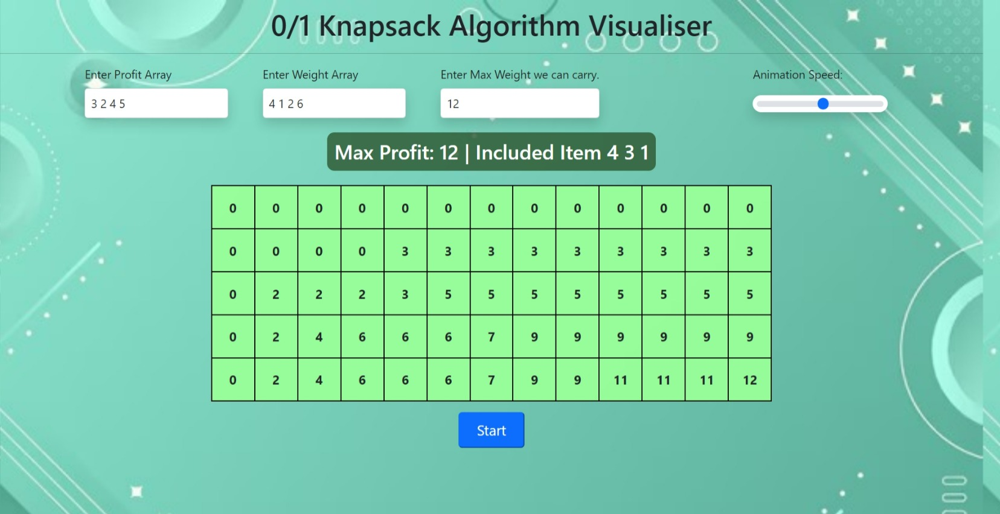 0/1 Knapsack Algorithm Visualiser
Enter Profit Array Enter Weight Array Enter Max Weight we can carry. Animation Speed:
3 2 4 5 4 1 2 6 12
Max Profit: 12 | Included Item 4 3 1
0 0 0 0 0 0 0 0 0 0 0 0 0
0 0 0 0 3 3 3 3 3 3 3 3 3
0 2 2 2 3 5 5 5 5 5 5 5 5
0 2 4 6 6 6 7 9 9 9 9 9 9
0 2 4 6 6 6 7 9 9 11 11 11 12
Start